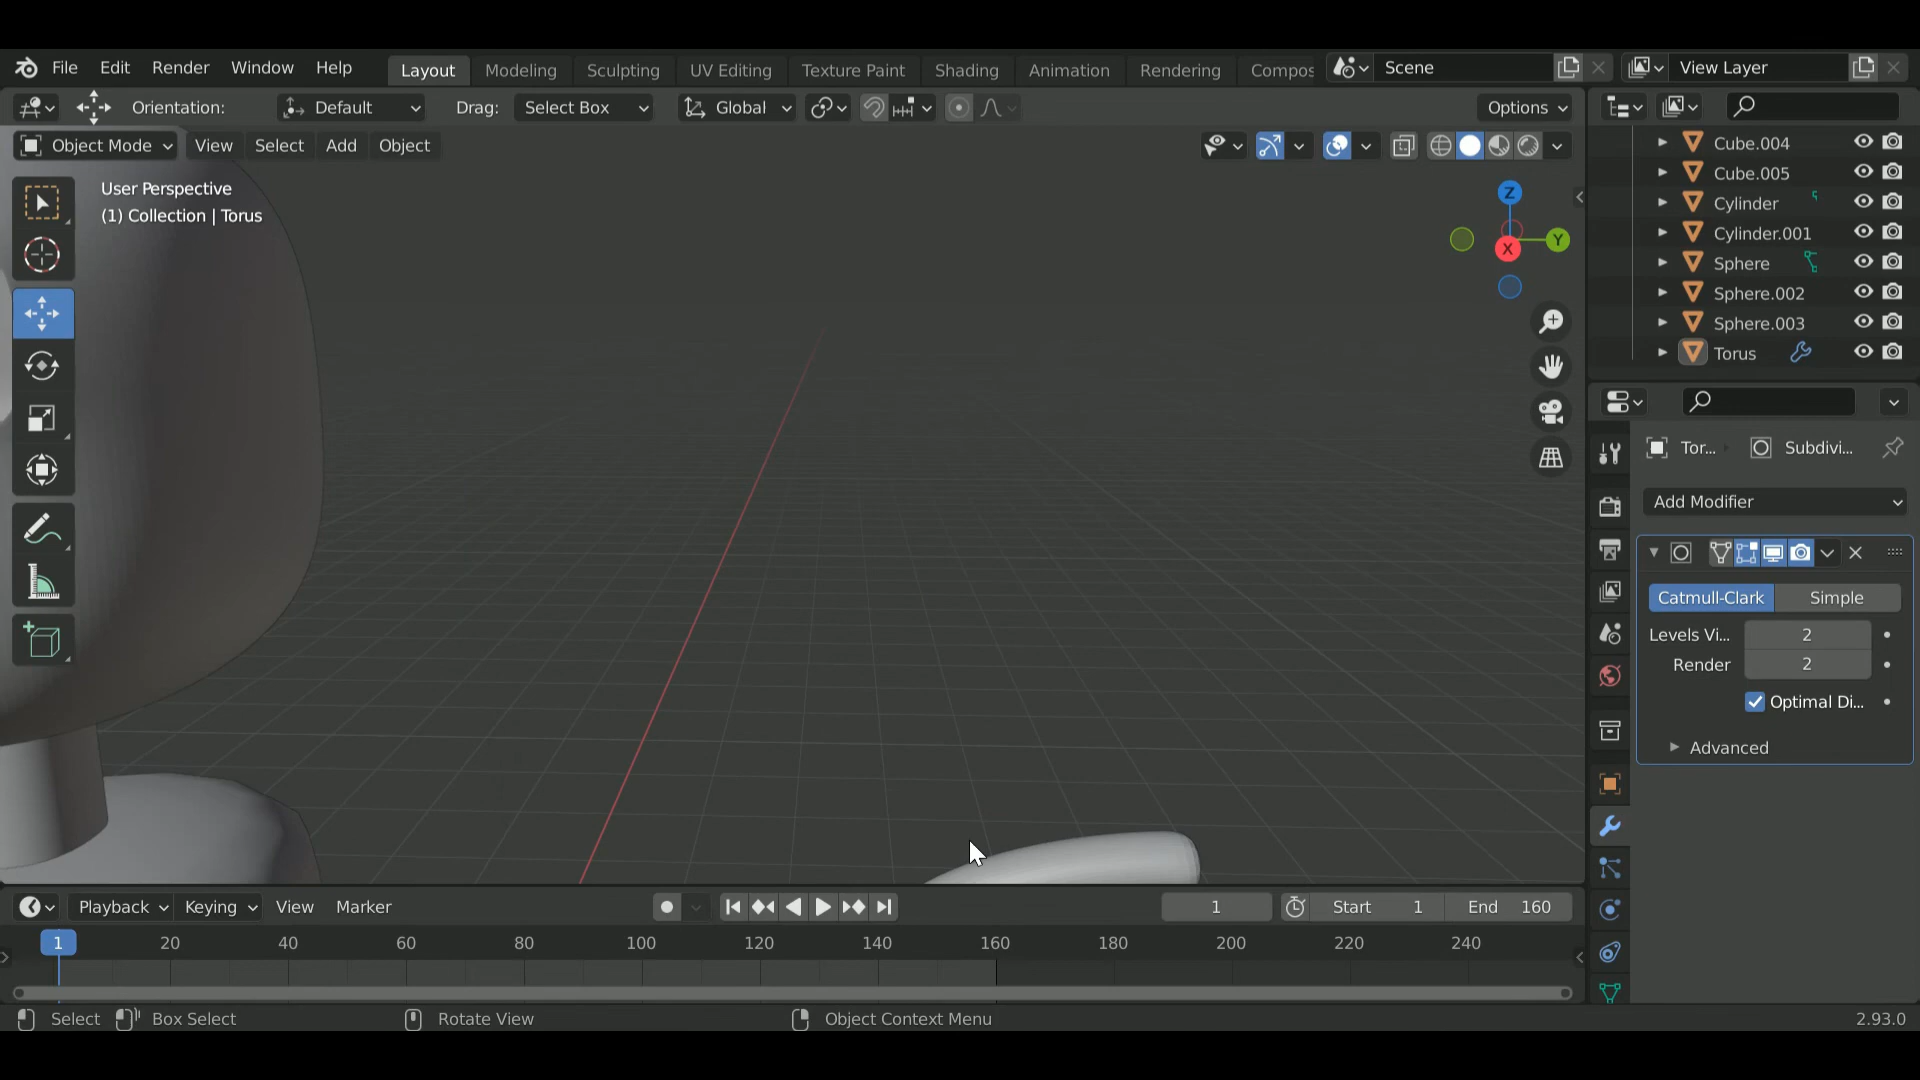 File Edit Render Window Help Layout Modeling Sculpting UV Editing Texture Paint Shading Animation Rendering Compos Scene View Layer
Orientation: Default Drag: Select Box Global Options
Object Mode View Select Add Object
User Perspective
(1) Collection | Torus
Z
Y
X
Cube.004
Cube.005
Cylinder
Cylinder.001
Sphere
Sphere.002
Sphere.003
Torus
Tor... Subdivi...
Add Modifier
Catmull-Clark Simple
Levels Vi... 2
Render 2
Optimal Di...
Advanced
Playback Keying View Marker 1 Start 1 End 160
1 20 40 60 80 100 120 140 160 180 200 220 240
Select Box Select Rotate View Object Context Menu 2.93.0